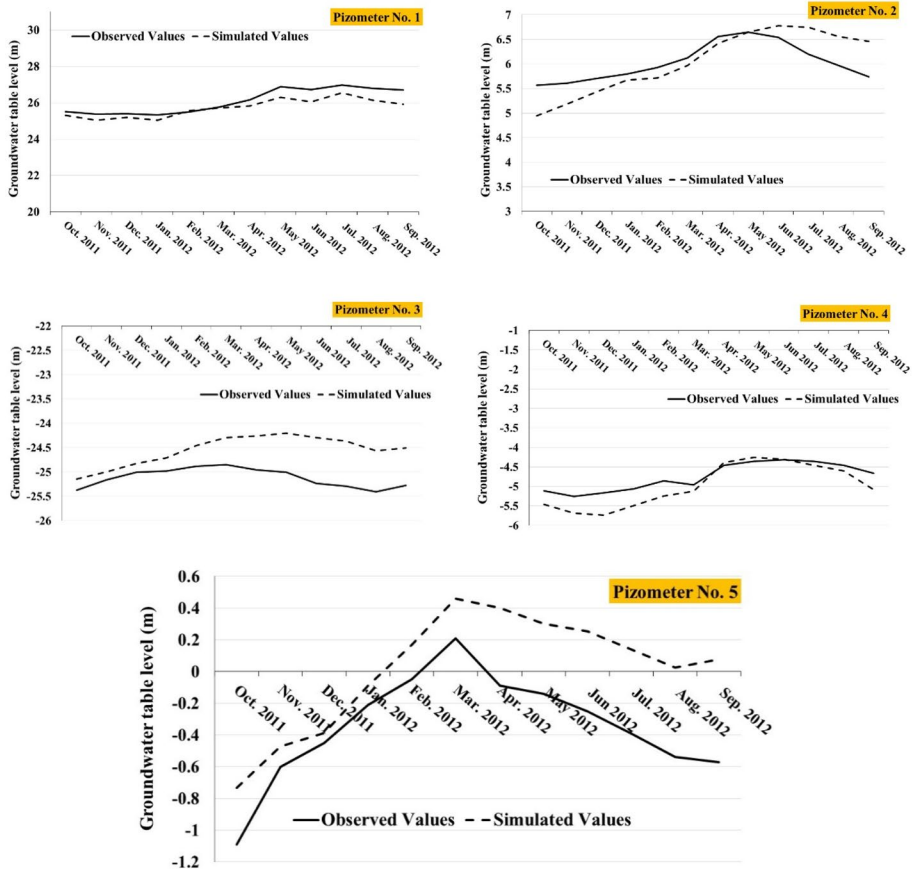 Pizometer No. 1
Groundwater table level (m)
30
28
26
24
22
20
Observed Values Simulated Values
Oct. 2011
Nov. 2011
Dec. 2011
Jan. 2012
Feb. 2012
Mar. 2012
Apr. 2012
May 2012
Jun 2012
Jul. 2012
Aug. 2012
Sep. 2012
Pizometer No. 2
Groundwater table level (m)
7
6.5
6
5.5
5
4.5
4
3.5
3
Observed Values Simulated Values
Oct. 2011
Nov. 2011
Dec. 2011
Jan. 2012
Feb. 2012
Mar. 2012
Apr. 2012
May 2012
Jun 2012
Jul. 2012
Aug. 2012
Sep. 2012
Pizometer No. 3
Groundwater table level (m)
-22
-22.5
-23
-23.5
-24
-24.5
-25
-25.5
-26
Oct. 2011
Nov. 2011
Dec. 2011
Jan. 2012
Feb. 2012
Mar. 2012
Apr. 2012
May 2012
Jun 2012
Jul. 2012
Aug. 2012
Sep. 2012
Observed Values Simulated Values
Pizometer No. 4
Groundwater table level (m)
-1
-1.5
-2
-2.5
-3
-3.5
-4
-4.5
-5
-5.5
-6
Oct. 2011
Nov. 2011
Dec. 2011
Jan. 2012
Feb. 2012
Mar. 2012
Apr. 2012
May 2012
Jun 2012
Jul. 2012
Aug. 2012
Sep. 2012
Observed Values Simulated Values
Pizometer No. 5
Groundwater table level (m)
0.6
0.4
0.2
0
-0.2
-0.4
-0.6
-0.8
-1
-1.2
Oct. 2011
Nov. 2011
Dec. 2011
Jan. 2012
Feb. 2012
Mar. 2012
Apr. 2012
May 2012
Jun 2012
Jul. 2012
Aug. 2012
Sep. 2012
Observed Values Simulated Values